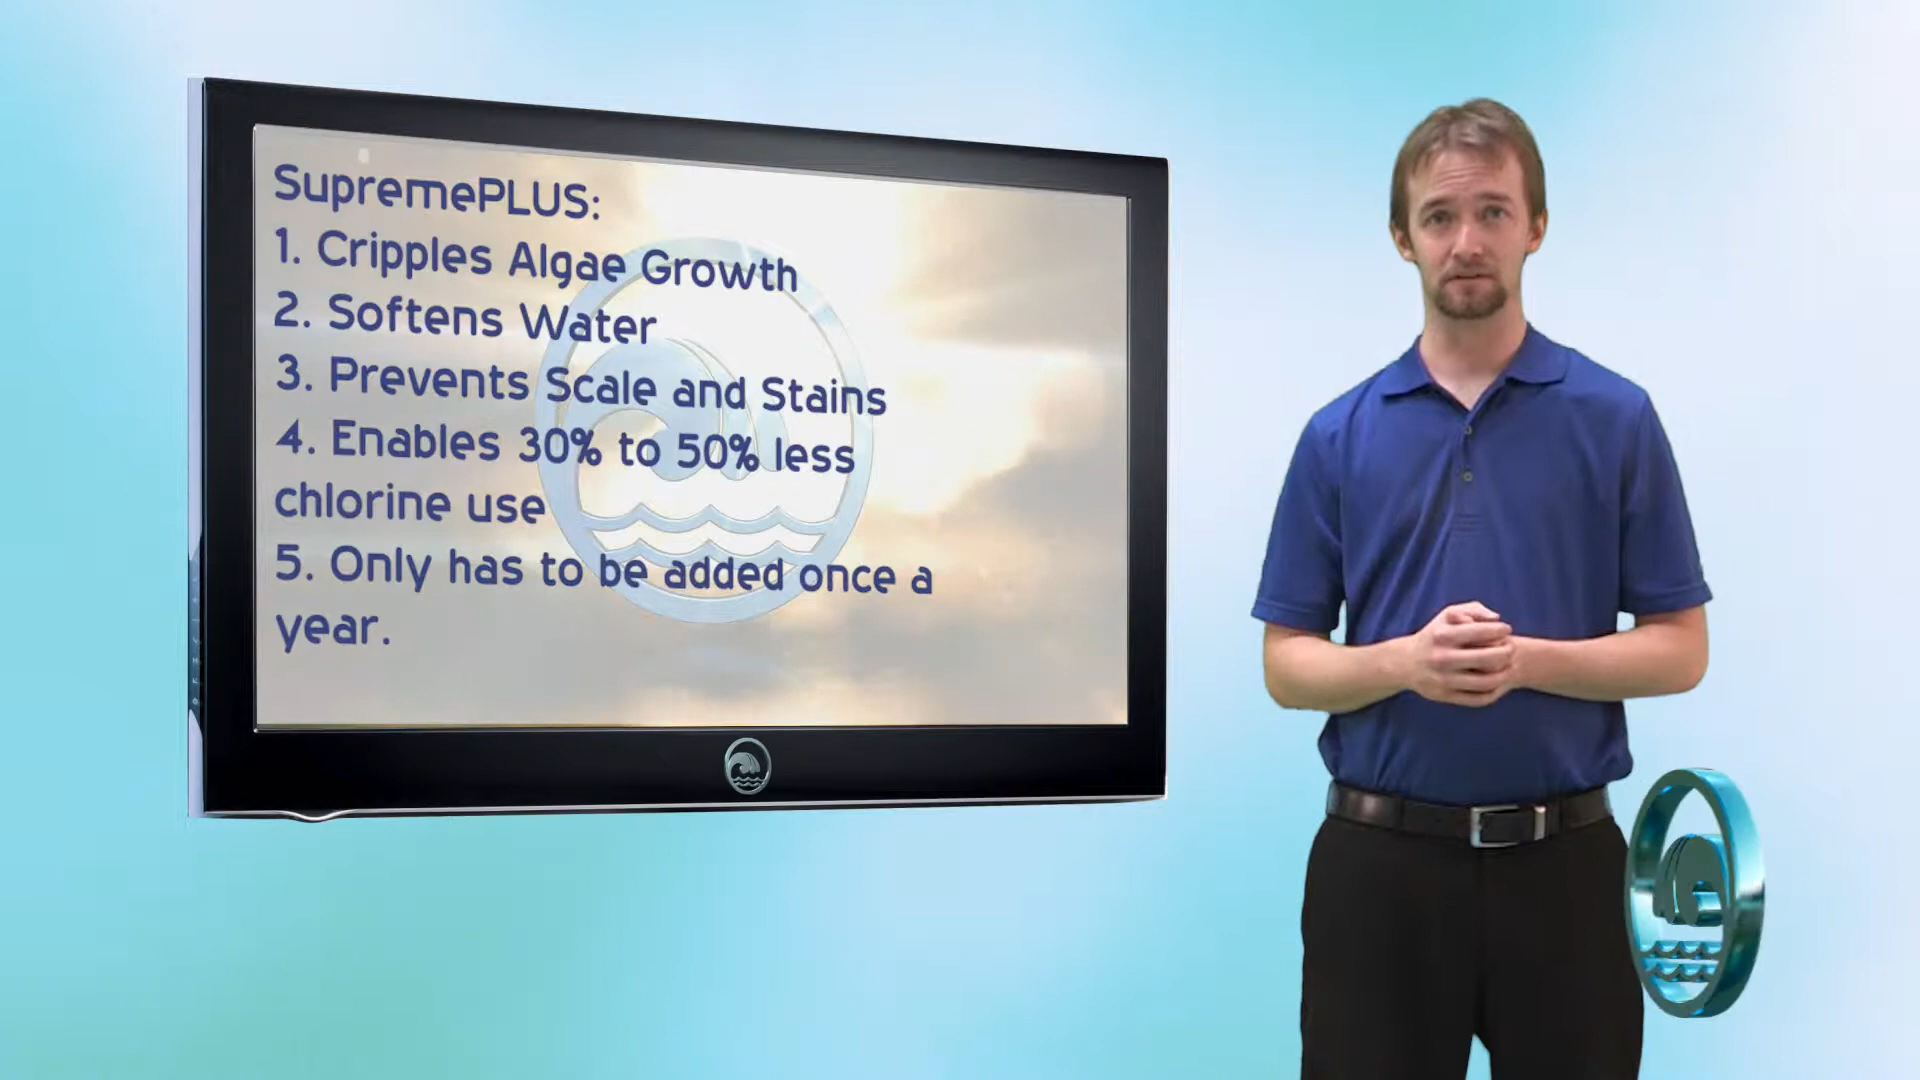 SupremePLUS:
1. Cripples Algae Growth
2. Softens Water
3. Prevents Scale and Stains
4. Enables 30% to 50% less
chlorine use
5. Only has to be added once a
year.